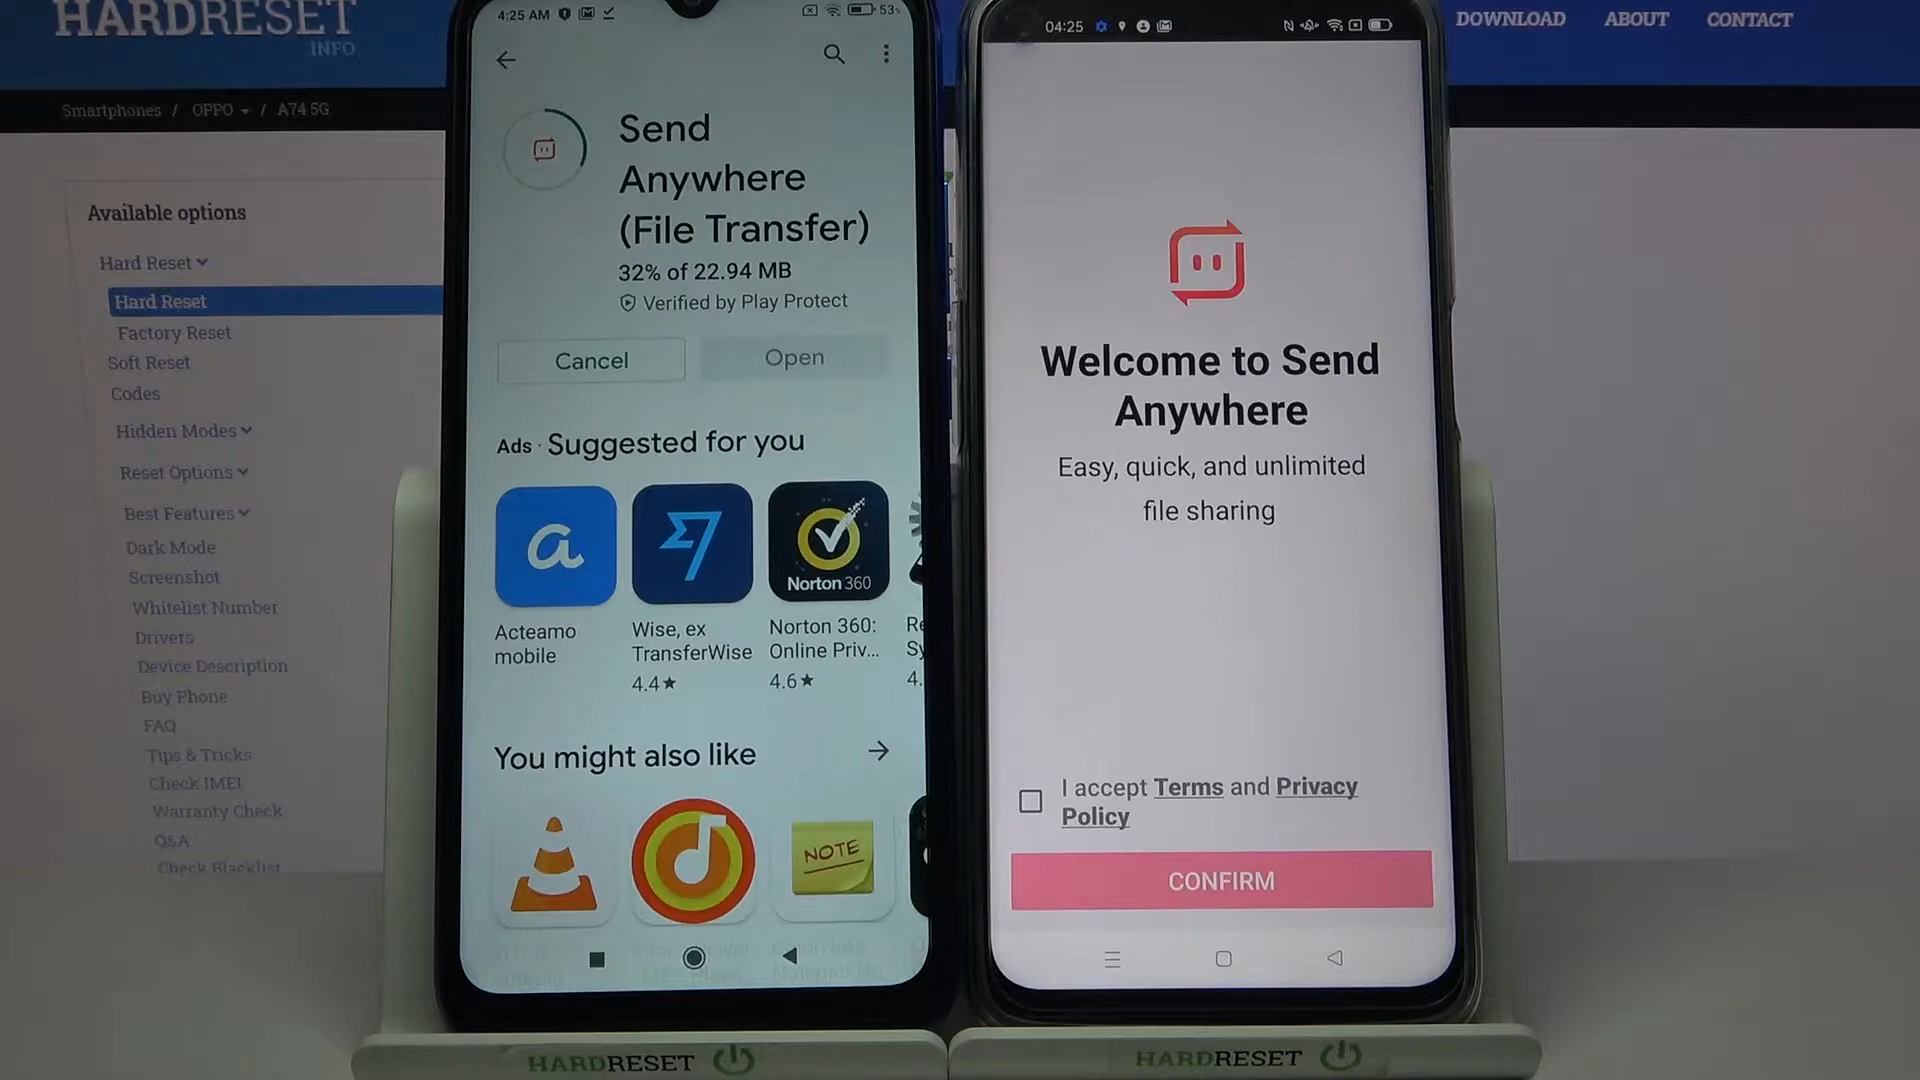 HARDRESET
INFO
DOWNLOAD ABOUT CONTACT
Smartphones / OPPO / A74 5G
Available options
Hard Reset
Hard Reset
Factory Reset
Soft Reset
Codes
Hidden Modes
Reset Options
Best Features
Dark Mode
Screenshot
Whitelist Number
Drivers
Device Description
Buy Phone
FAQ
Tips & Tricks
Check IMEI
Warranty Check
Q&A
Check Blacklist
4:25 AM
53%
Send
Anywhere
(File Transfer)
32% of 22.94 MB
Verified by Play Protect
Cancel Open
Ads · Suggested for you
Norton 360
Acteamo
mobile
Wise, ex
TransferWise
4.4★
Norton 360:
Online Priv...
4.6★
Re
Sy
4.
You might also like
NOTE
04:25
Welcome to Send
Anywhere
Easy, quick, and unlimited
file sharing
I accept Terms and Privacy
Policy
CONFIRM
HARDRESET
HARDRESET